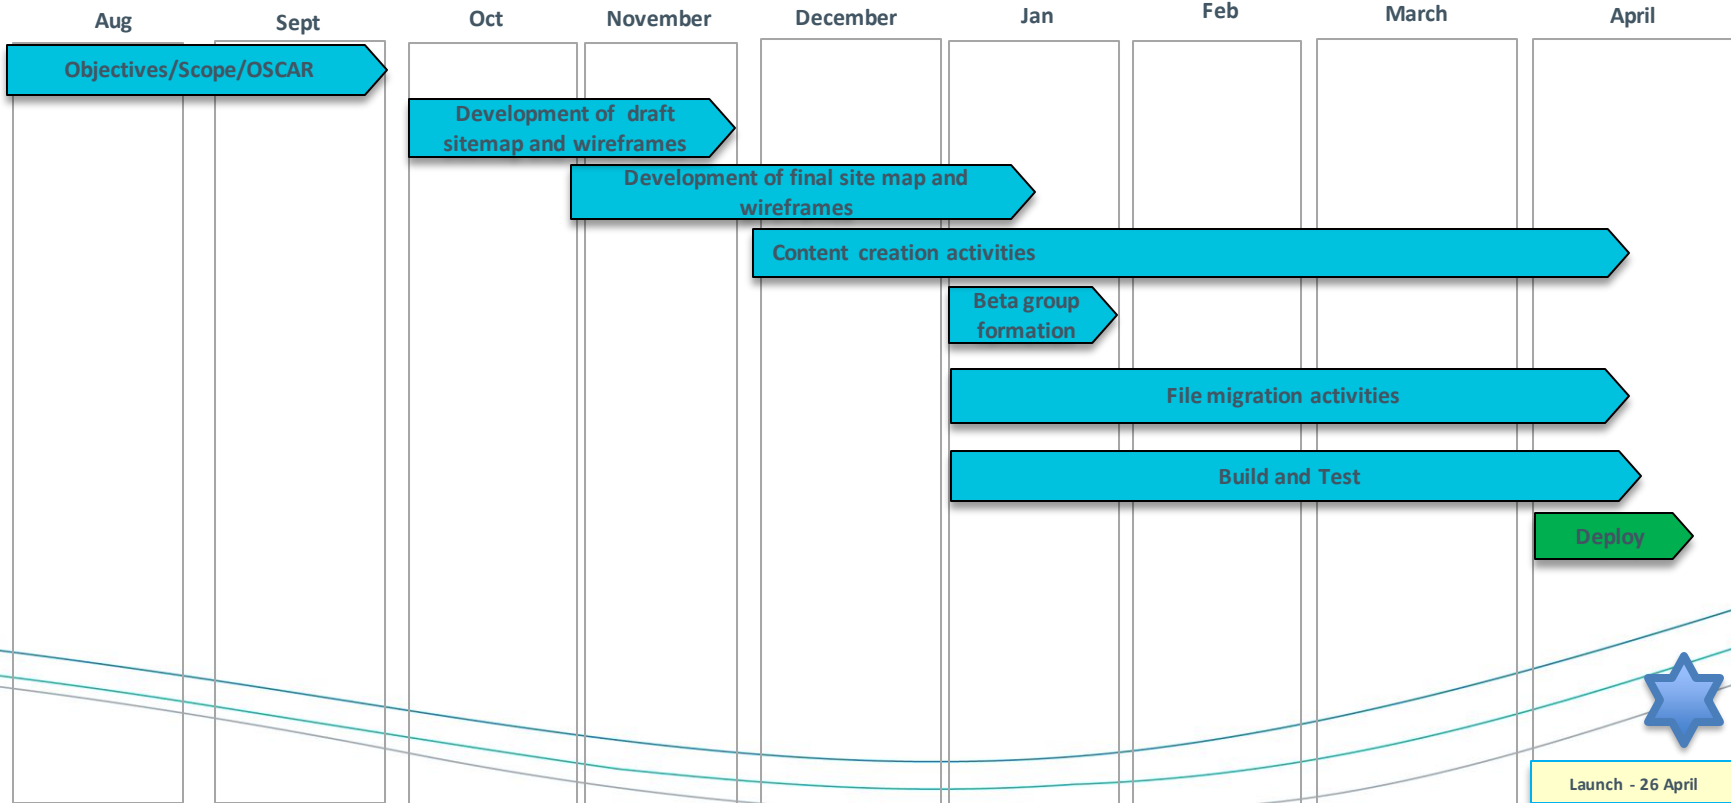 Aug
Sept
Oct
November
December
Jan
Feb
March
April
Objectives/Scope/OSCAR
Development of draft
sitemap and wireframes
Development of final site map and
wireframes
Content creation activities
Beta group
formation
File migration activities
Build and Test
Deploy
Launch - 26 April